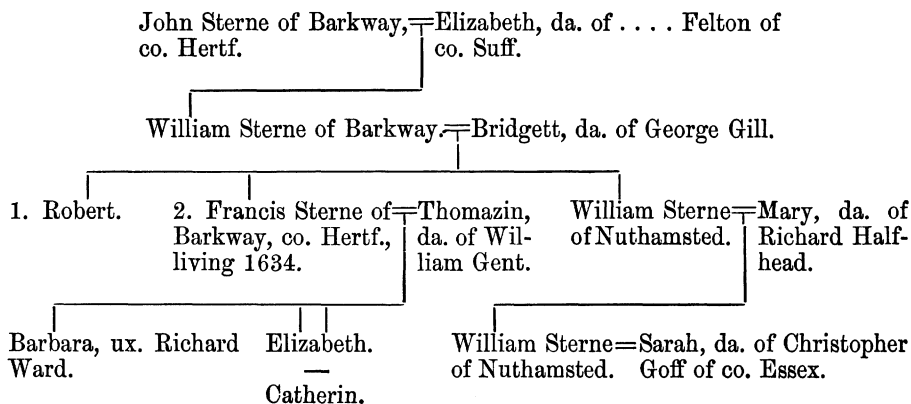 John Sterne of Barkway,=Elizabeth, da. of .... Felton of
co. Hertf. co. Suff.
William Sterne of Barkway.=Bridgett, da. of George Gill.
1. Robert. 2. Francis Sterne of=Thomazin, William Sterne=Mary, da. of
Barkway, co. Hertf., da. of Wil- of Nuthamsted. Richard Half-
living 1634. liam Gent. head.
Barbara, ux. Richard Elizabeth. William Sterne=Sarah, da. of Christopher
Ward. — of Nuthamsted. Goff of co. Essex.
Catherin.